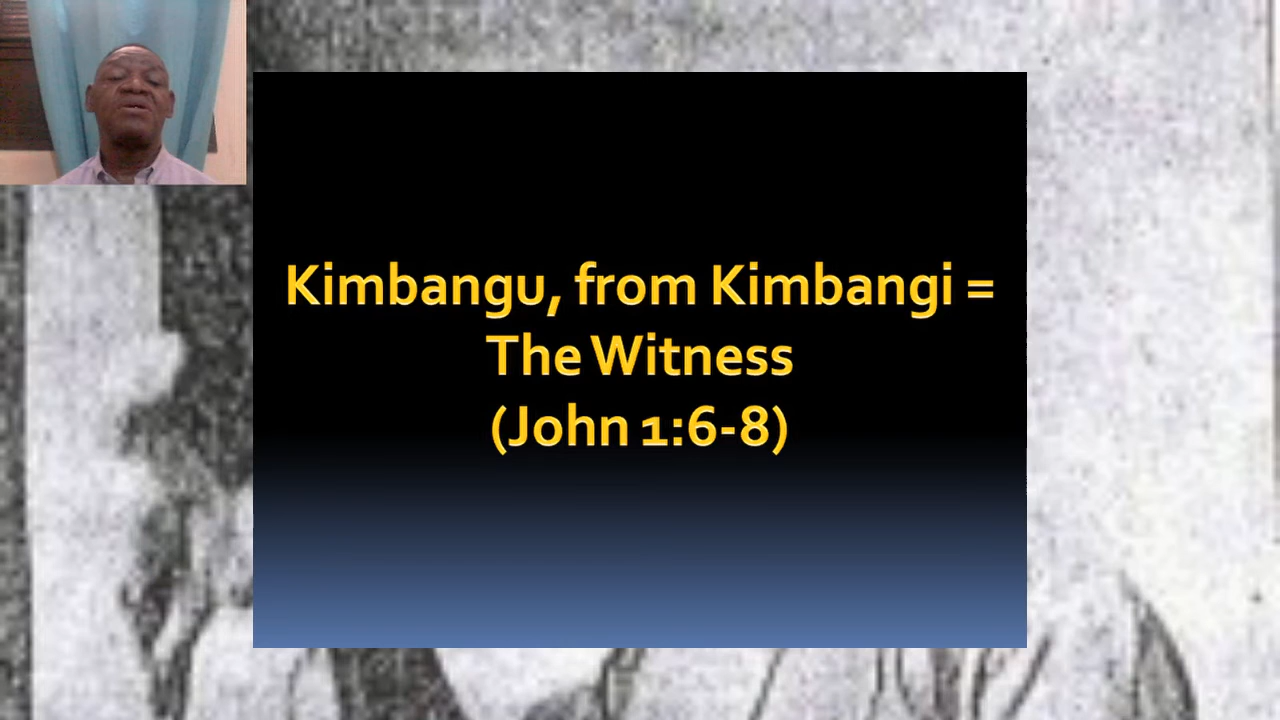 Kimbangu, from Kimbangi =
The Witness
(John 1:6-8)